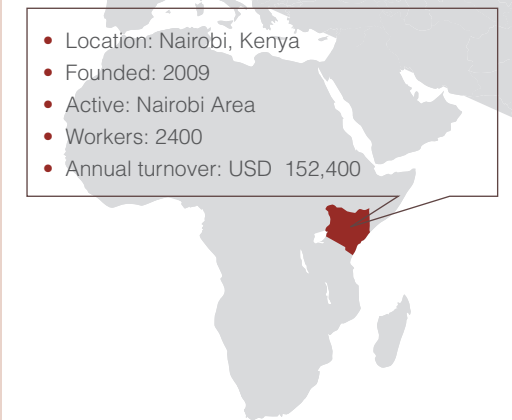 • Location: Nairobi, Kenya
• Founded: 2009
• Active: Nairobi Area
• Workers: 2400
• Annual turnover: USD  152,400